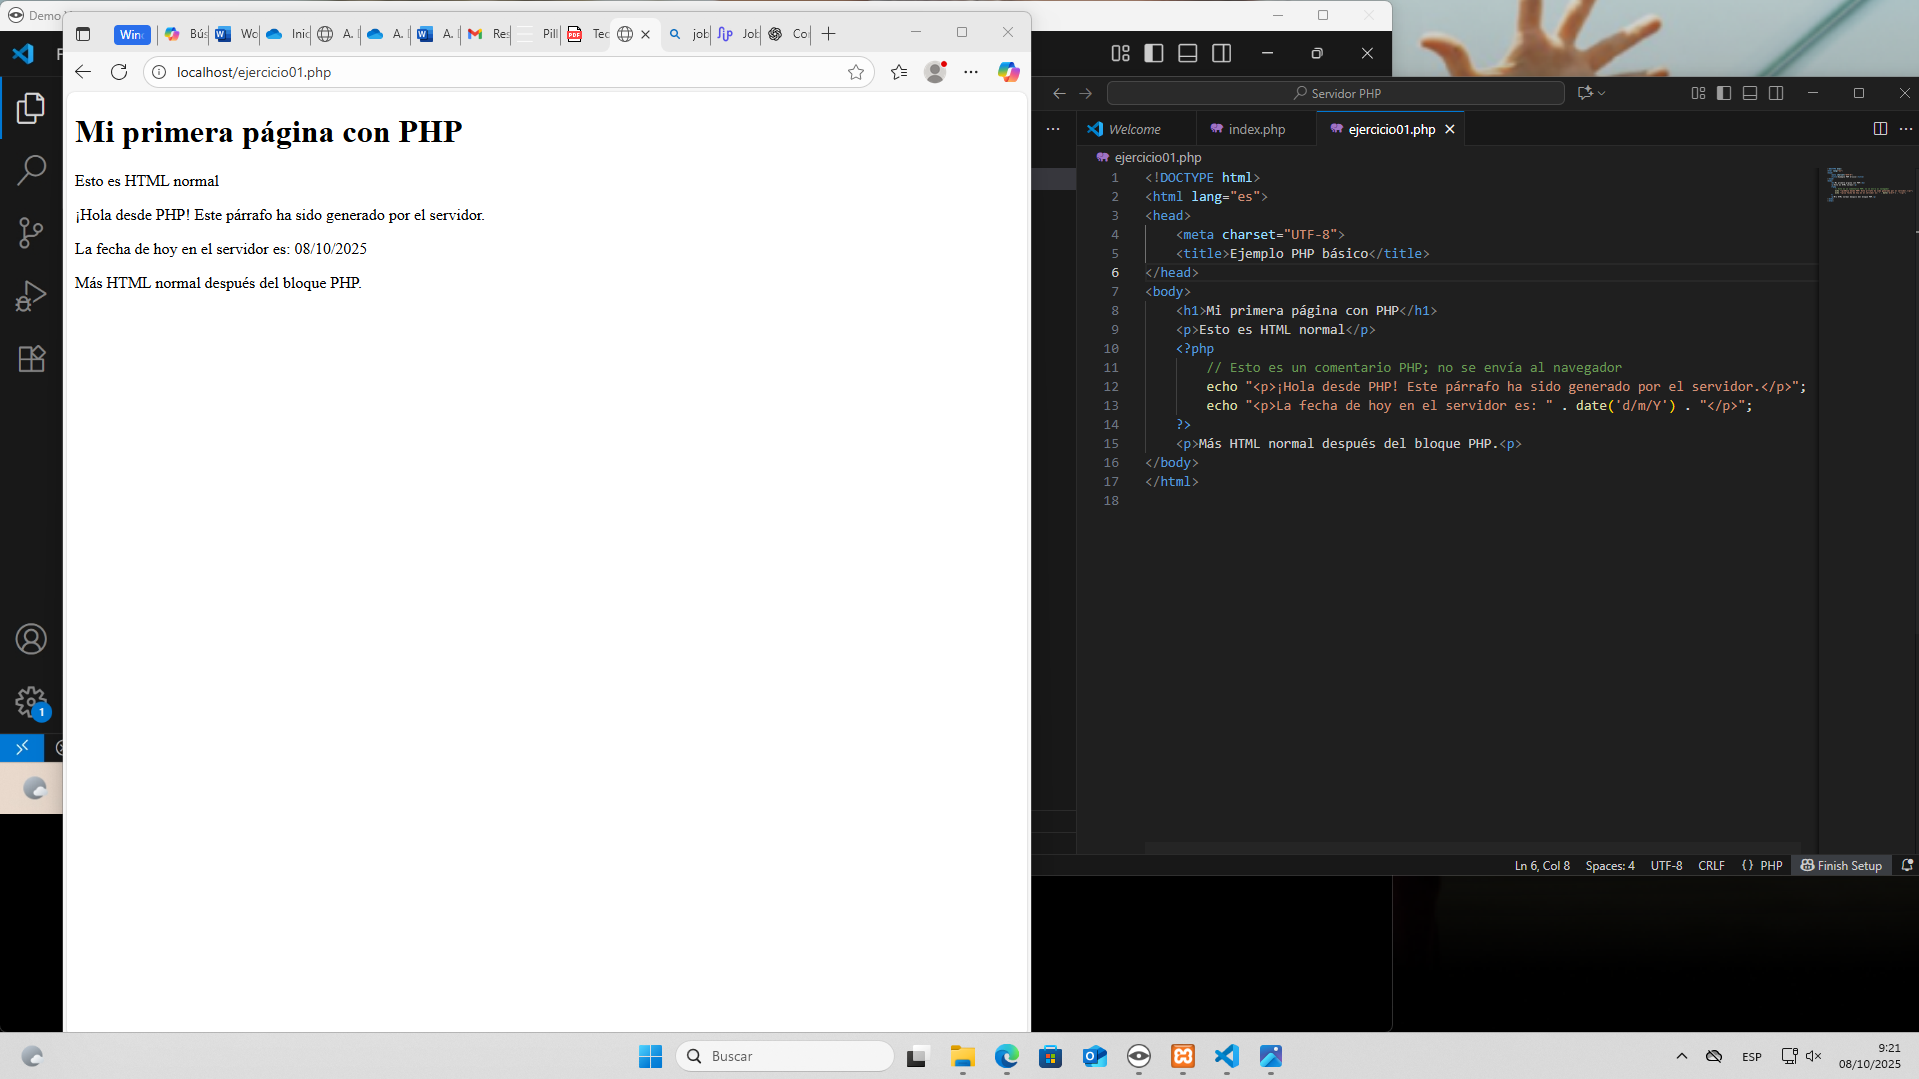 Demo
Wind
Bús
Wo
Inic
A. I
A. I
A. I
Res
Pill
PDF
Tec
job
Job
Co
localhost/ejercicio01.php
Mi primera página con PHP
Esto es HTML normal
¡Hola desde PHP! Este párrafo ha sido generado por el servidor.
La fecha de hoy en el servidor es: 08/10/2025
Más HTML normal después del bloque PHP.
F
1
Servidor PHP
Welcome
index.php
ejercicio01.php
ejercicio01.php
1 <!DOCTYPE html>
2 <html lang="es">
3 <head>
4 <meta charset="UTF-8">
5 <title>Ejemplo PHP básico</title>
6 </head>
7 <body>
8 <h1>Mi primera página con PHP</h1>
9 <p>Esto es HTML normal</p>
10 <?php
11 // Esto es un comentario PHP; no se envía al navegador
12 echo "<p>¡Hola desde PHP! Este párrafo ha sido generado por el servidor.</p>";
13 echo "<p>La fecha de hoy en el servidor es: " . date('d/m/Y') . "</p>";
14 ?>
15 <p>Más HTML normal después del bloque PHP.<p>
16 </body>
17 </html>
18
Ln 6, Col 8 Spaces: 4 UTF-8 CRLF {} PHP Finish Setup
Buscar
ESP
9:21
08/10/2025